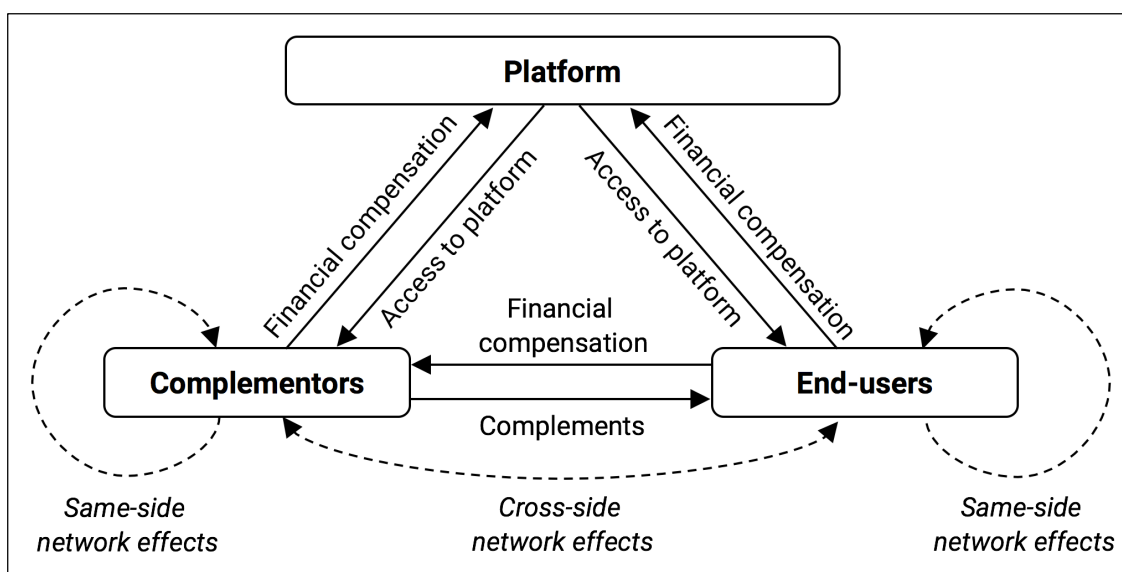 Platform
Financial compensation
Access to platform
Access to platform
Financial compensation
Financial
compensation
Complementors
End-users
Complements
Same-side
network effects
Cross-side
network effects
Same-side
network effects